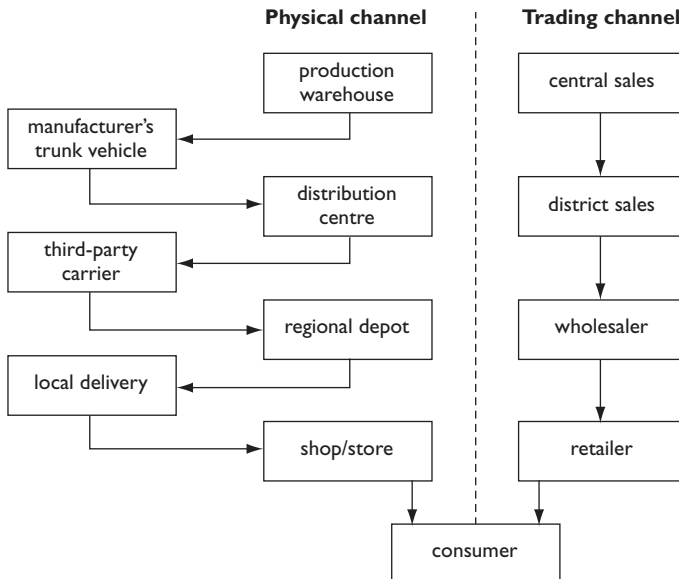 Physical channel
Trading channel
production
warehouse
central sales
manufacturer's
trunk vehicle
distribution
centre
district sales
third-party
carrier
regional depot
wholesaler
local delivery
shop/store
retailer
consumer